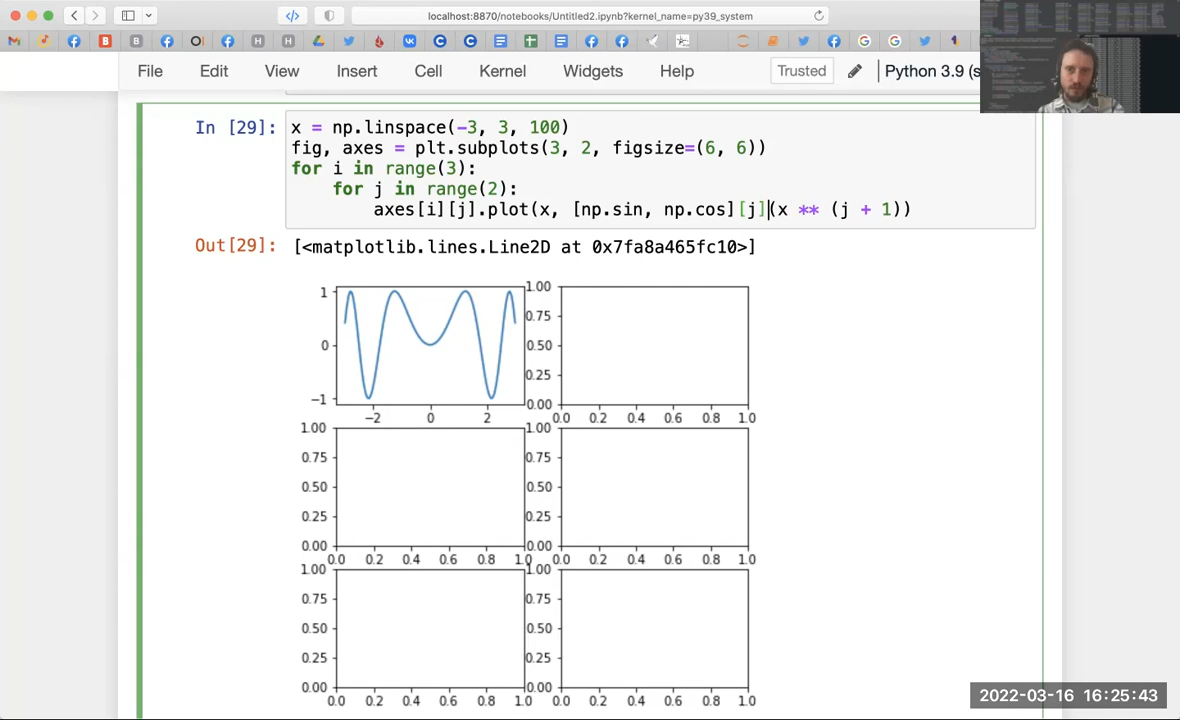 localhost:8870/notebooks/Untitled2.ipynb?kernel_name=py39_system
File Edit View Insert Cell Kernel Widgets Help Trusted Python 3.9 (s
In [29]: x = np.linspace(-3, 3, 100)
fig, axes = plt.subplots(3, 2, figsize=(6, 6))
for i in range(3):
for j in range(2):
axes[i][j].plot(x, [np.sin, np.cos][j](x ** (j + 1))
Out[29]: [<matplotlib.lines.Line2D at 0x7fa8a465fc10>]
1 0 -1
-2 0 2
1.00 0.75 0.50 0.25 0.00
0.0 0.2 0.4 0.6 0.8 1.0
1.00 0.75 0.50 0.25 0.00
0.0 0.2 0.4 0.6 0.8 1.0
1.00 0.75 0.50 0.25 0.00
0.0 0.2 0.4 0.6 0.8 1.0
1.00 0.75 0.50 0.25 0.00
0.0 0.2 0.4 0.6 0.8 1.0
1.00 0.75 0.50 0.25 0.00
0.0 0.2 0.4 0.6 0.8 1.0
2022-03-16 16:25:43